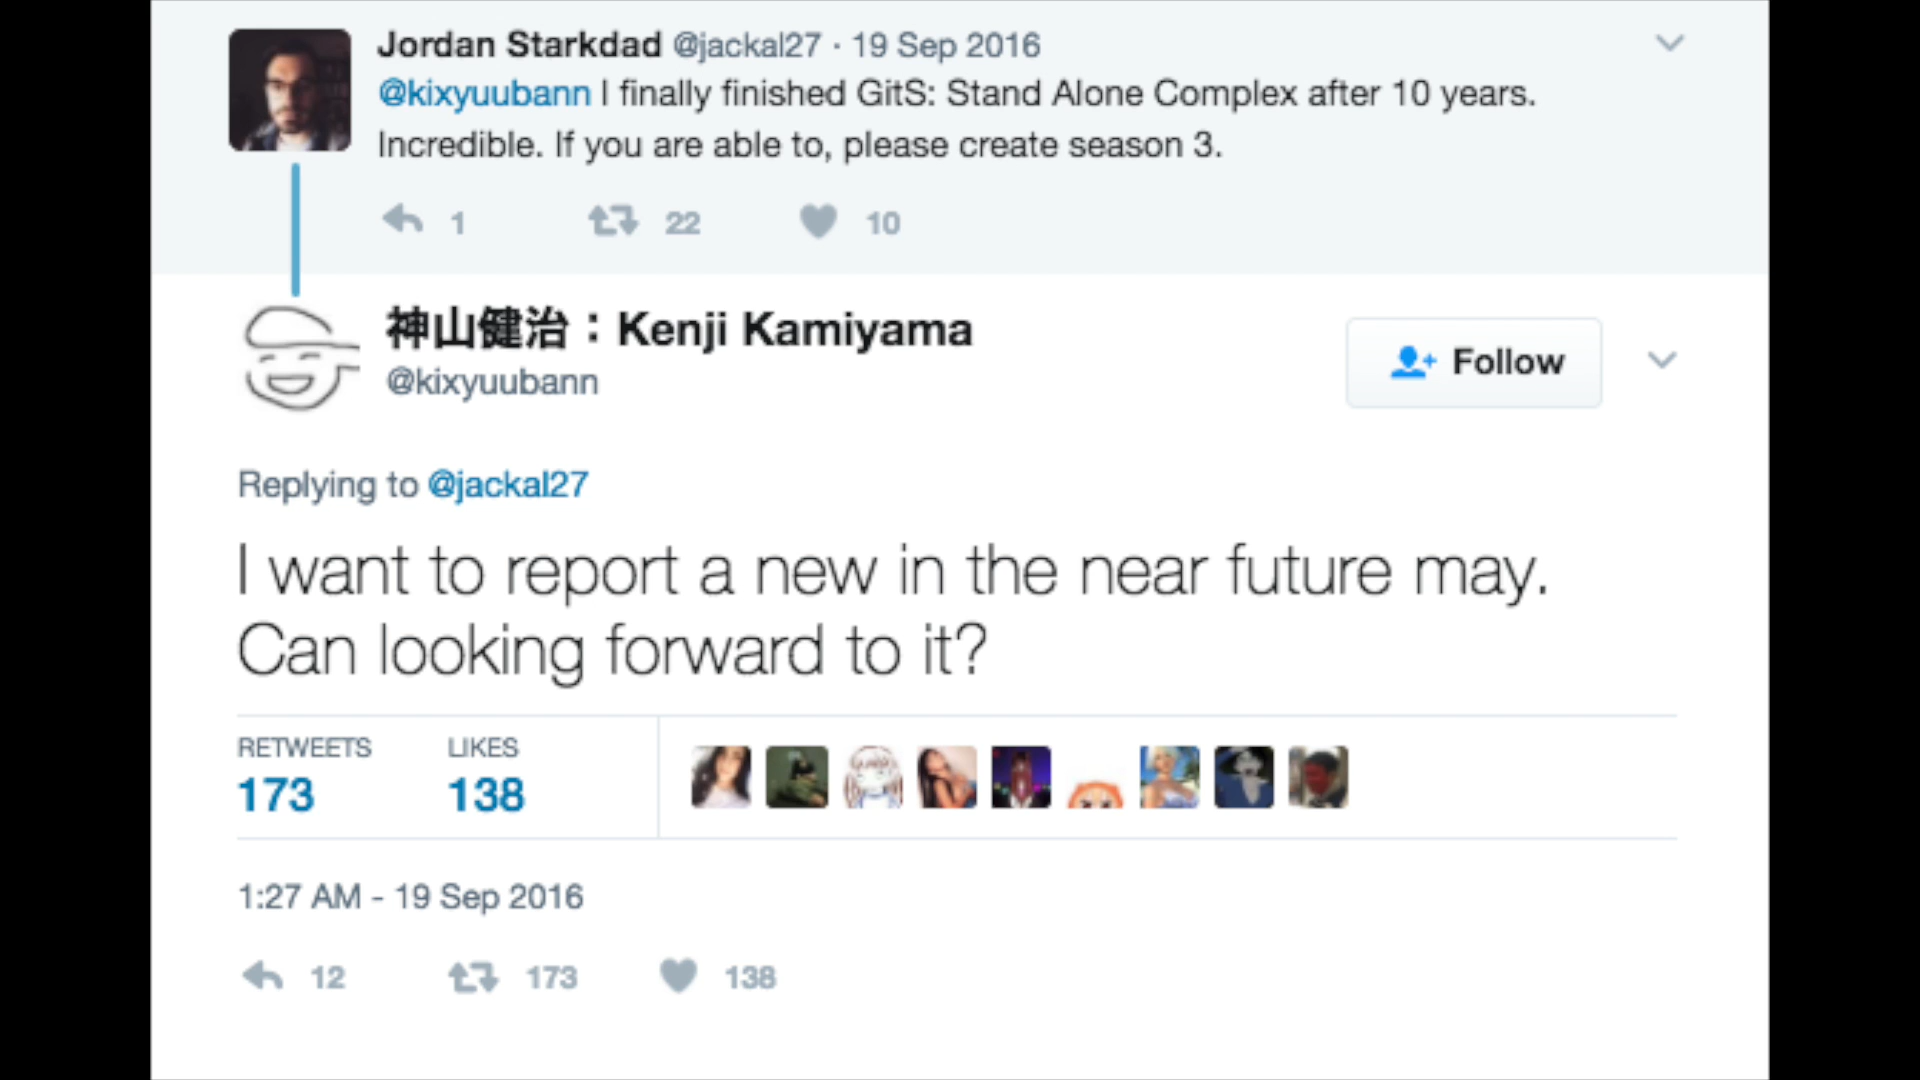 Jordan Starkdad @jackal27 · 19 Sep 2016
@kixyuubann I finally finished GitS: Stand Alone Complex after 10 years.
Incredible. If you are able to, please create season 3.
1 22 10
神山健治：Kenji Kamiyama
@kixyuubann
Follow
Replying to @jackal27
I want to report a new in the near future may.
Can looking forward to it?
RETWEETS LIKES
173 138
1:27 AM - 19 Sep 2016
12 173 138